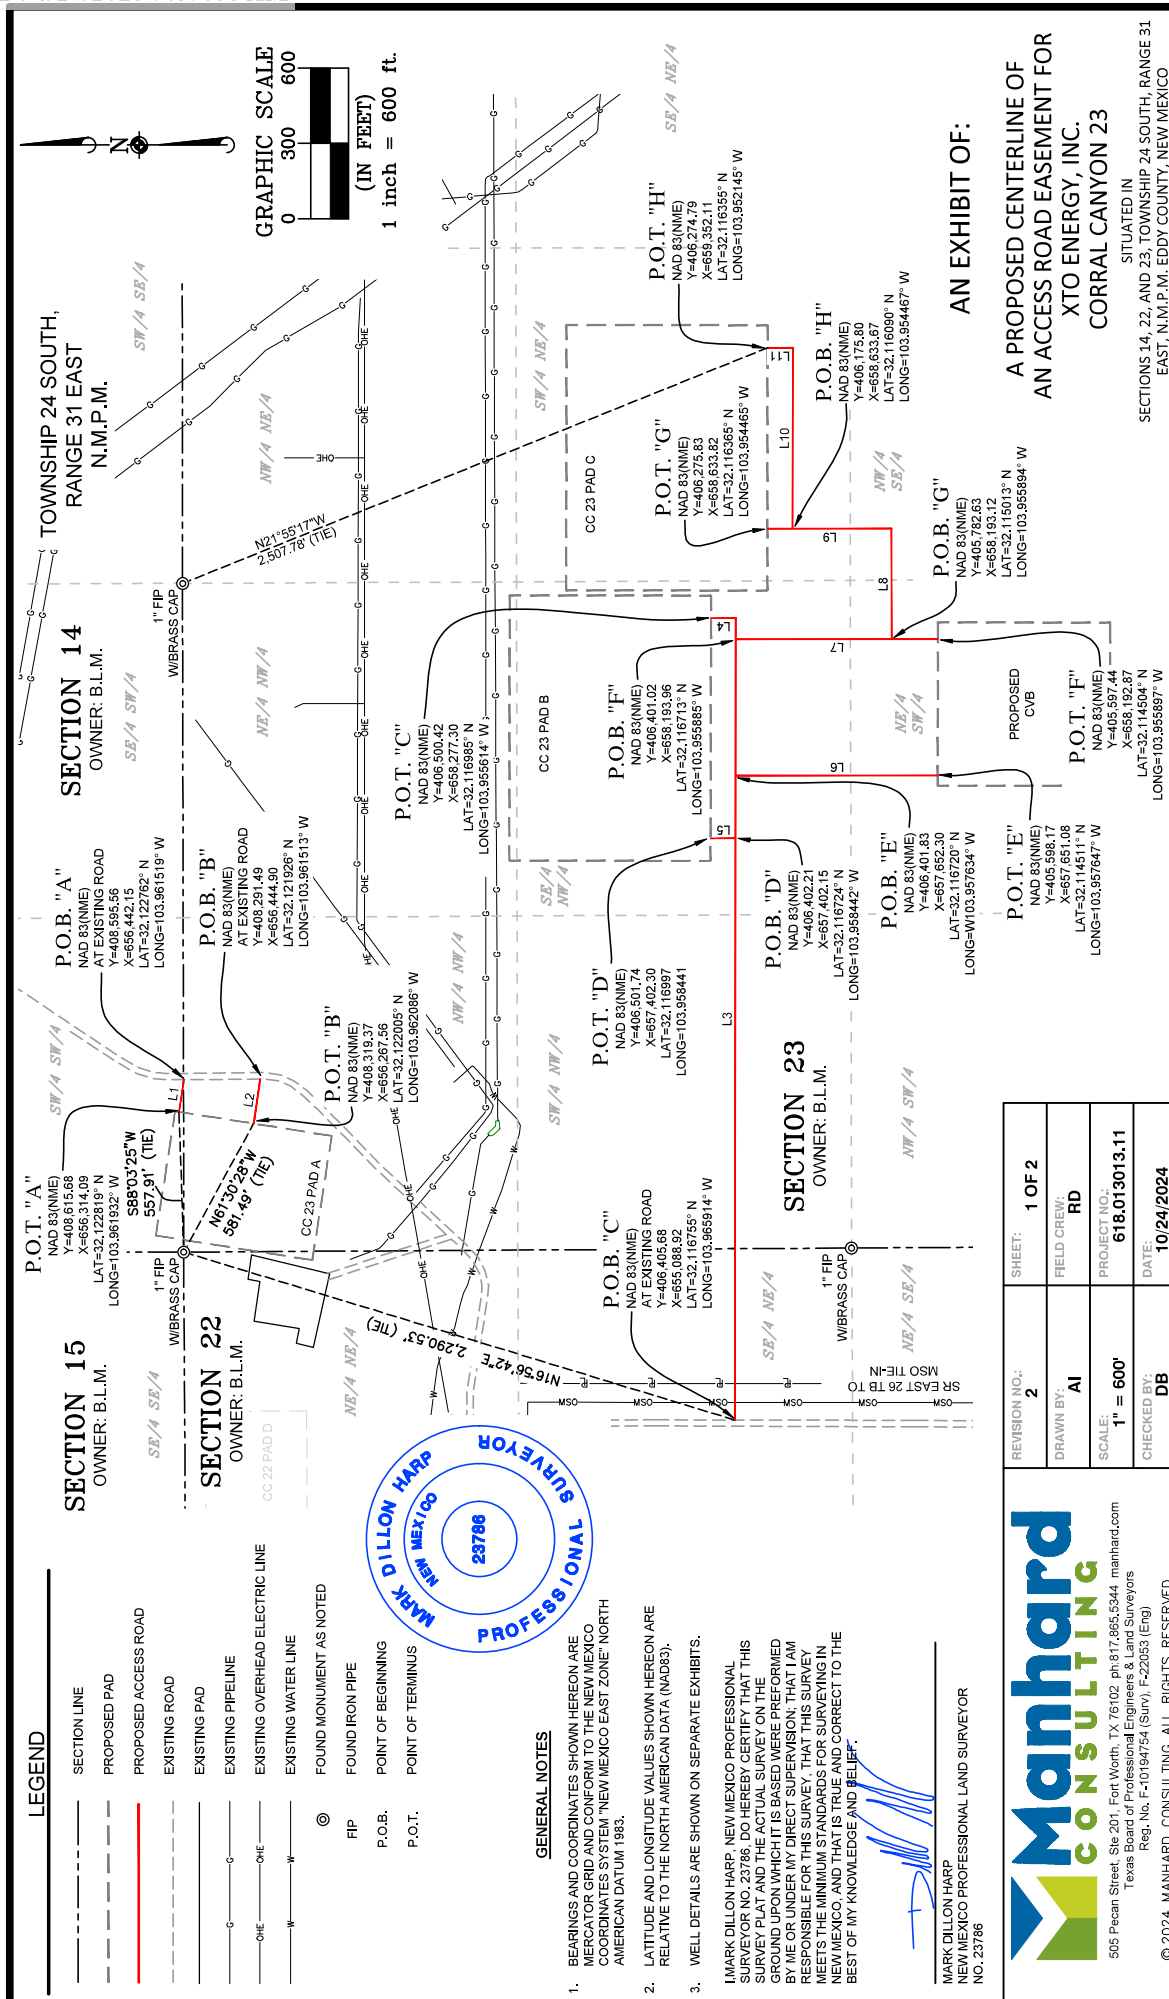 LEGEND
SECTION LINE
PROPOSED PAD
PROPOSED ACCESS ROAD
EXISTING ROAD
EXISTING PAD
G
EXISTING PIPELINE
OHE
OHE
EXISTING OVERHEAD ELECTRIC LINE
W
W
EXISTING WATER LINE
FOUND MONUMENT AS NOTED
FIP
FOUND IRON PIPE
P.O.B.
POINT OF BEGINNING
P.O.T.
POINT OF TERMINUS
GENERAL NOTES
1. BEARINGS AND COORDINATES SHOWN HEREON ARE
MERCATOR GRID AND CONFORM TO THE NEW MEXICO
COORDINATES SYSTEM "NEW MEXICO EAST ZONE" NORTH
AMERICAN DATUM 1983.
2. LATITUDE AND LONGITUDE VALUES SHOWN HEREON ARE
RELATIVE TO THE NORTH AMERICAN DATA (NAD83).
3. WELL DETAILS ARE SHOWN ON SEPARATE EXHIBITS.
I,MARK DILLON HARP, NEW MEXICO PROFESSIONAL
SURVEYOR NO. 23786, DO HEREBY CERTIFY THAT THIS
SURVEY PLAT AND THE ACTUAL SURVEY ON THE
GROUND UPON WHICH IT IS BASED WERE PREFORMED
BY ME OR UNDER MY DIRECT SUPERVISION; THAT I AM
RESPONSIBLE FOR THIS SURVEY, THAT THIS SURVEY
MEETS THE MINIMUM STANDARDS FOR SURVEYING IN
NEW MEXICO, AND THAT IS TRUE AND CORRECT TO THE
BEST OF MY KNOWLEDGE AND BELIEF.
MARK DILLON HARP
NEW MEXICO PROFESSIONAL LAND SURVEYOR
NO. 23786
MARK DILLON HARP
NEW MEXICO
23786
PROFESSIONAL SURVEYOR
Manhard
CONSULTING
505 Pecan Street, Ste 201, Fort Worth, TX 76102 ph:817.865.5344 manhard.com
Texas Board of Professional Engineers & Land Surveyors
Reg. No. F-10194754 (Surv), F-22053 (Eng)
© 2024 MANHARD CONSULTING ALL RIGHTS RESERVED
REVISION NO.:
2
SHEET:
1 OF 2
DRAWN BY:
AI
FIELD CREW:
RD
SCALE:
1" = 600'
PROJECT NO.:
618.013013.11
CHECKED BY:
DB
DATE:
10/24/2024
SECTION 15
OWNER: B.L.M.
SE/4 SE/4
SECTION 22
OWNER: B.L.M.
CC 22 PAD D
NE/4 NE/4
SE/4 NE/4
NE/4 SE/4
1" FIP
W/BRASS CAP
1" FIP
W/BRASS CAP
1" FIP
W/BRASS CAP
N16°56'42"E 2,290.53' (TIE)
SR EAST 26 TB TO
MSO TIE-IN
P.O.T. "A"
NAD 83(NME)
Y=408,615.68
X=656,314.09
LAT=32.122819° N
LONG=103.961932° W
S88°03'25"W
557.91' (TIE)
N61°30'28"W
581.49' (TIE)
CC 23 PAD A
L1
L2
SW/4 SW/4
P.O.B. "A"
NAD 83(NME)
AT EXISTING ROAD
Y=408,595.56
X=656,442.15
LAT=32.122762° N
LONG=103.961519° W
P.O.B. "B"
NAD 83(NME)
AT EXISTING ROAD
Y=408,291.49
X=656,444.90
LAT=32.121926° N
LONG=103.961513° W
P.O.T. "B"
NAD 83(NME)
Y=408,319.37
X=656,267.56
LAT=32.122005° N
LONG=103.962086° W
NW/4 NW/4
SECTION 14
OWNER: B.L.M.
SE/4 SW/4
NE/4 NW/4
TOWNSHIP 24 SOUTH,
RANGE 31 EAST
N.M.P.M.
SW/4 SE/4
NW/4 NE/4
N21°55'17"W
2,507.78' (TIE)
N
GRAPHIC SCALE
0 300 600
(IN FEET)
1 inch = 600 ft.
P.O.T. "C"
NAD 83(NME)
Y=406,500.42
X=658,277.30
LAT=32.116985° N
LONG=103.955614° W
CC 23 PAD B
CC 23 PAD C
SE/4
NW/4
SW/4 NW/4
SW/4 NE/4
SE/4 NE/4
P.O.B. "C"
NAD 83(NME)
AT EXISTING ROAD
Y=406,405.68
X=655,088.92
LAT=32.116755° N
LONG=103.965914° W
P.O.T. "D"
NAD 83(NME)
Y=406,501.74
X=657,402.30
LAT=32.116997
LONG=103.958441
P.O.B. "F"
NAD 83(NME)
Y=406,401.02
X=658,193.96
LAT=32.116713° N
LONG=103.955885° W
P.O.T. "G"
NAD 83(NME)
Y=406,275.83
X=658,633.82
LAT=32.116365° N
LONG=103.954465° W
P.O.T. "H"
NAD 83(NME)
Y=406,274.79
X=659,352.11
LAT=32.116355° N
LONG=103.952145° W
L3
L4
L5
L6
L7
L8
L9
L10
L11
SECTION 23
OWNER: B.L.M.
NW/4 SW/4
P.O.B. "D"
NAD 83(NME)
Y=406,402.21
X=657,402.15
LAT=32.116724° N
LONG=103.958442° W
P.O.B. "E"
NAD 83(NME)
Y=406,401.83
X=657,652.30
LAT=32.116720° N
LONG=W103.957634° W
P.O.B. "H"
NAD 83(NME)
Y=406,175.80
X=658,633.67
LAT=32.116090° N
LONG=103.954467° W
P.O.B. "G"
NAD 83(NME)
Y=405,782.63
X=658,193.12
LAT=32.115013° N
LONG=103.955894° W
NE/4
SW/4
NW/4
SE/4
PROPOSED
CVB
P.O.T. "E"
NAD 83(NME)
Y=405,598.17
X=657,651.08
LAT=32.114511° N
LONG=103.957647° W
P.O.T. "F"
NAD 83(NME)
Y=405,597.44
X=658,192.87
LAT=32.114504° N
LONG=103.955897° W
AN EXHIBIT OF:
A PROPOSED CENTERLINE OF
AN ACCESS ROAD EASEMENT FOR
XTO ENERGY, INC.
CORRAL CANYON 23
SITUATED IN
SECTIONS 14, 22, AND 23, TOWNSHIP 24 SOUTH, RANGE 31
EAST, N.M.P.M. EDDY COUNTY, NEW MEXICO